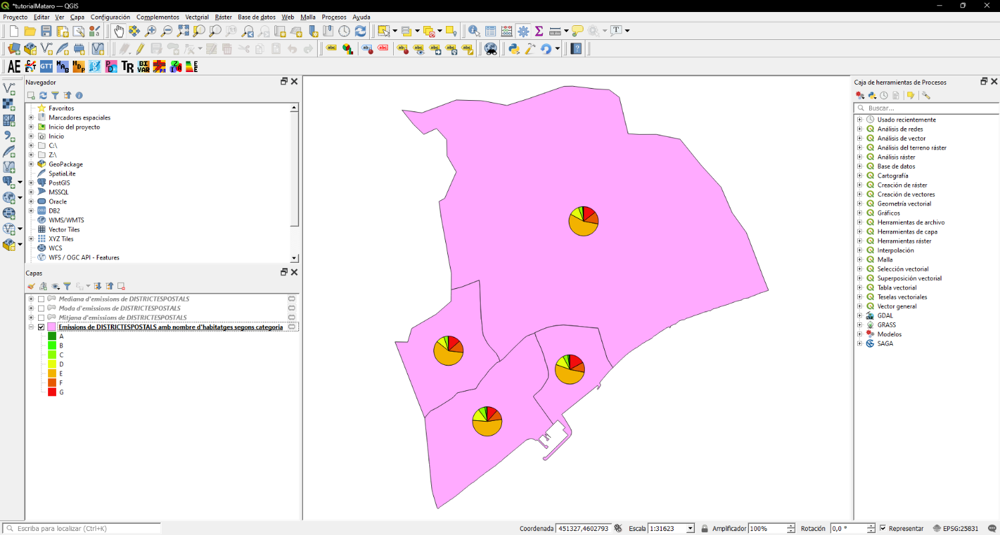 *tutorialMataro — QGIS
Proyecto Editar Ver Capa Configuración Complementos Vectorial Ráster Base de datos Web Malla Procesos Ayuda
AE GTT TR BI VAR
Navegador
Favoritos
Marcadores espaciales
Inicio del proyecto
Inicio
C:\
Z:\
GeoPackage
SpatiaLite
PostGIS
MSSQL
Oracle
DB2
WMS/WMTS
Vector Tiles
XYZ Tiles
WCS
WFS / OGC API - Features
Capas
Mediana d'emissions de DISTRICTESPOSTALS
Moda d'emissions de DISTRICTESPOSTALS
Mitjana d'emissions de DISTRICTESPOSTALS
Emissions de DISTRICTESPOSTALS amb nombre d'habitatges segons categoria
A
B
C
D
E
F
G
Caja de herramientas de Procesos
Buscar...
Usado recientemente
Análisis de redes
Análisis de vector
Análisis del terreno ráster
Análisis ráster
Base de datos
Cartografía
Creación de ráster
Creación de vectores
Geometría vectorial
Gráficos
Herramientas de archivo
Herramientas de capa
Herramientas ráster
Interpolación
Malla
Selección vectorial
Superposición vectorial
Tabla vectorial
Teselas vectoriales
Vector general
GDAL
GRASS
Modelos
SAGA
Escriba para localizar (Ctrl+K)
Coordenada 451327,4602793 Escala 1:31623 Amplificador 100% Rotación 0,0 ° Representar EPSG:25831